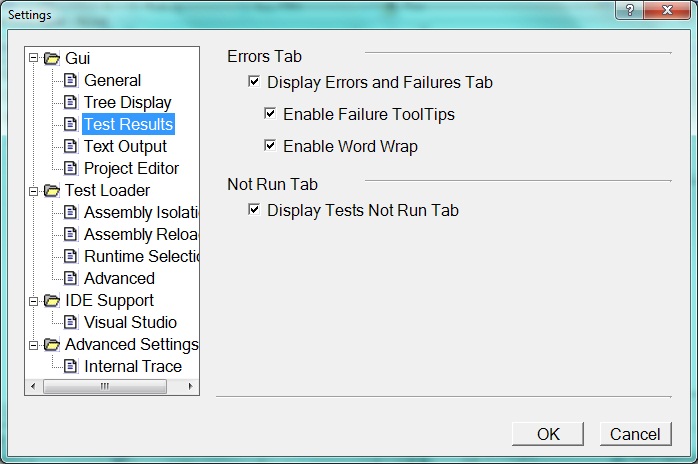 Settings
Gui
General
Tree Display
Test Results
Text Output
Project Editor
Test Loader
Assembly Isolati
Assembly Reloa
Runtime Selectio
Advanced
IDE Support
Visual Studio
Advanced Settings
Internal Trace
Errors Tab
Display Errors and Failures Tab
Enable Failure ToolTips
Enable Word Wrap
Not Run Tab
Display Tests Not Run Tab
OK
Cancel